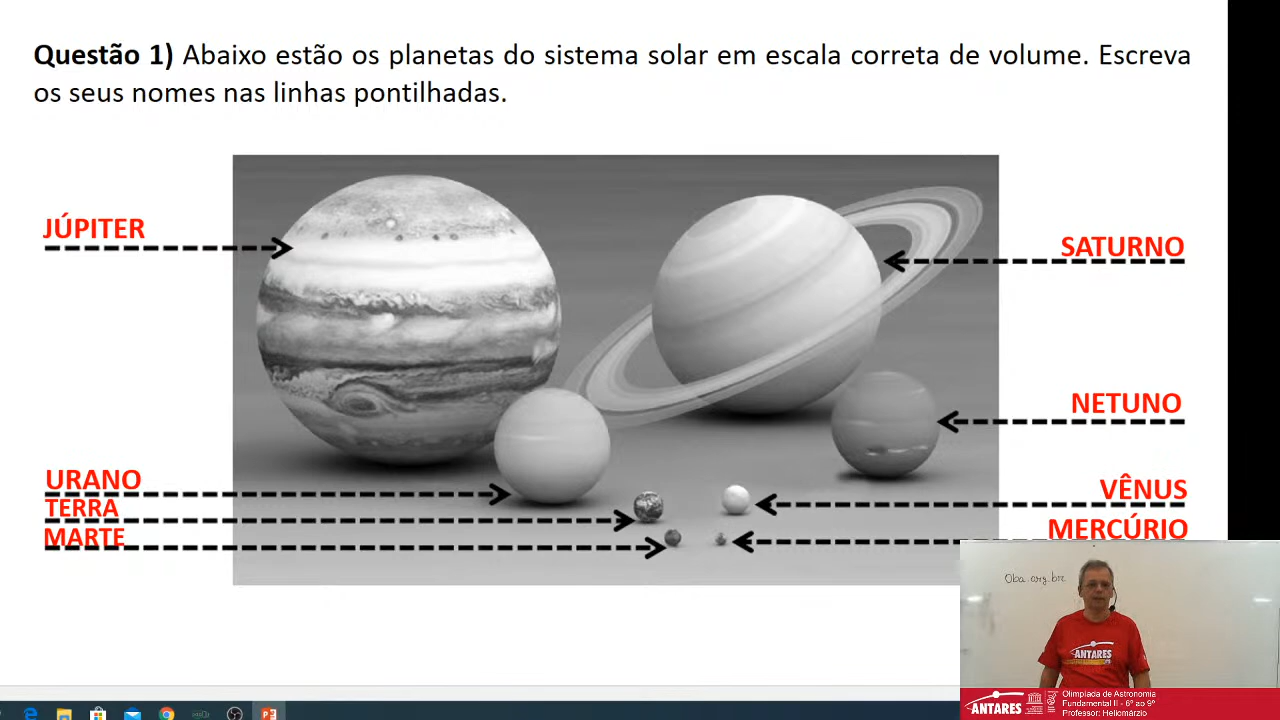 Questão 1) Abaixo estão os planetas do sistema solar em escala correta de volume. Escreva
os seus nomes nas linhas pontilhadas.
JÚPITER
SATURNO
NETUNO
URANO
TERRA
MARTE
VÊNUS
MERCÚRIO
Oba.org.br
ANTARES
ANTARES
Olimpíada de Astronomia
Fundamental II - 6º ao 9º
Professor: Heliomárzio